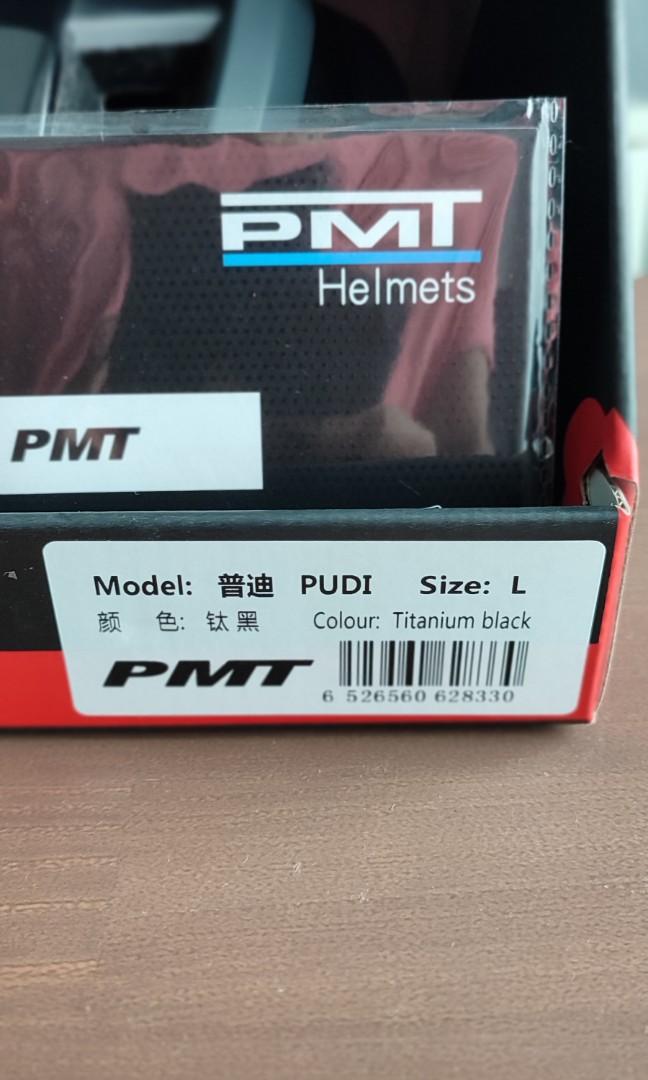 PMT
Helmets
PMT
Model: 普迪 PUDI Size: L
颜 色: 钛黑 Colour: Titanium black
PMT
6 526560 628330